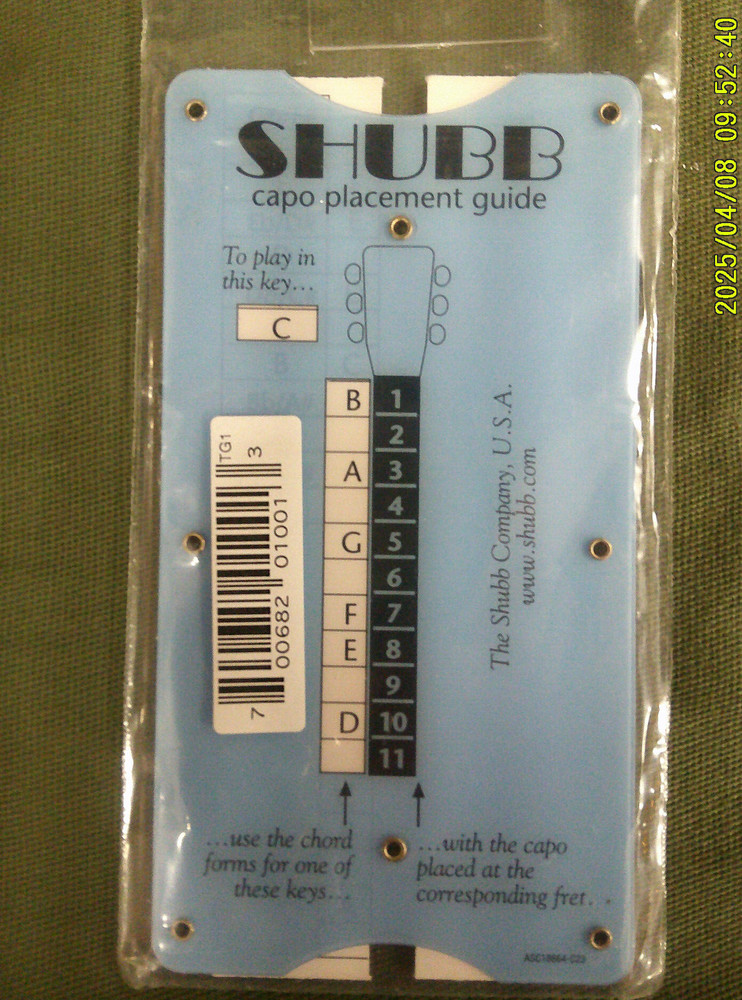 SHUBB
capo placement guide
To play in
this key...
C
B 1
2
A 3
4
G 5
6
F 7
E 8
9
D 10
11
TG1
3
7 00682 01001
The Shubb Company, U.S.A.
www.shubb.com
...use the chord
forms for one of
these keys...
...with the capo
placed at the
corresponding fret. .
2025/04/08 09:52:40